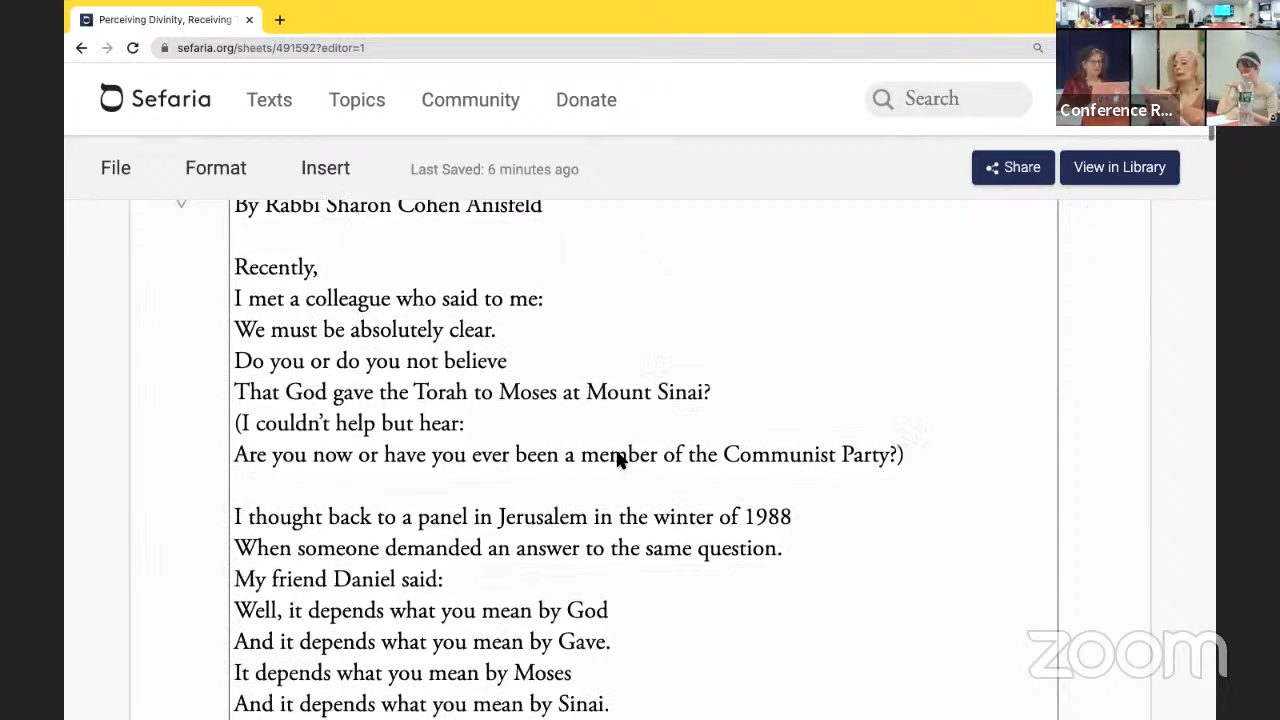 Perceiving Divinity, Receiving
sefaria.org/sheets/491592?editor=1
Sefaria
Texts
Topics
Community
Donate
Search
Conference R...
File
Format
Insert
Last Saved: 6 minutes ago
Share
View in Library
By Rabbi Sharon Cohen Anisfeld
Recently,
I met a colleague who said to me:
We must be absolutely clear.
Do you or do you not believe
That God gave the Torah to Moses at Mount Sinai?
(I couldn’t help but hear:
Are you now or have you ever been a member of the Communist Party?)
I thought back to a panel in Jerusalem in the winter of 1988
When someone demanded an answer to the same question.
My friend Daniel said:
Well, it depends what you mean by God
And it depends what you mean by Gave.
It depends what you mean by Moses
And it depends what you mean by Sinai.
zoom